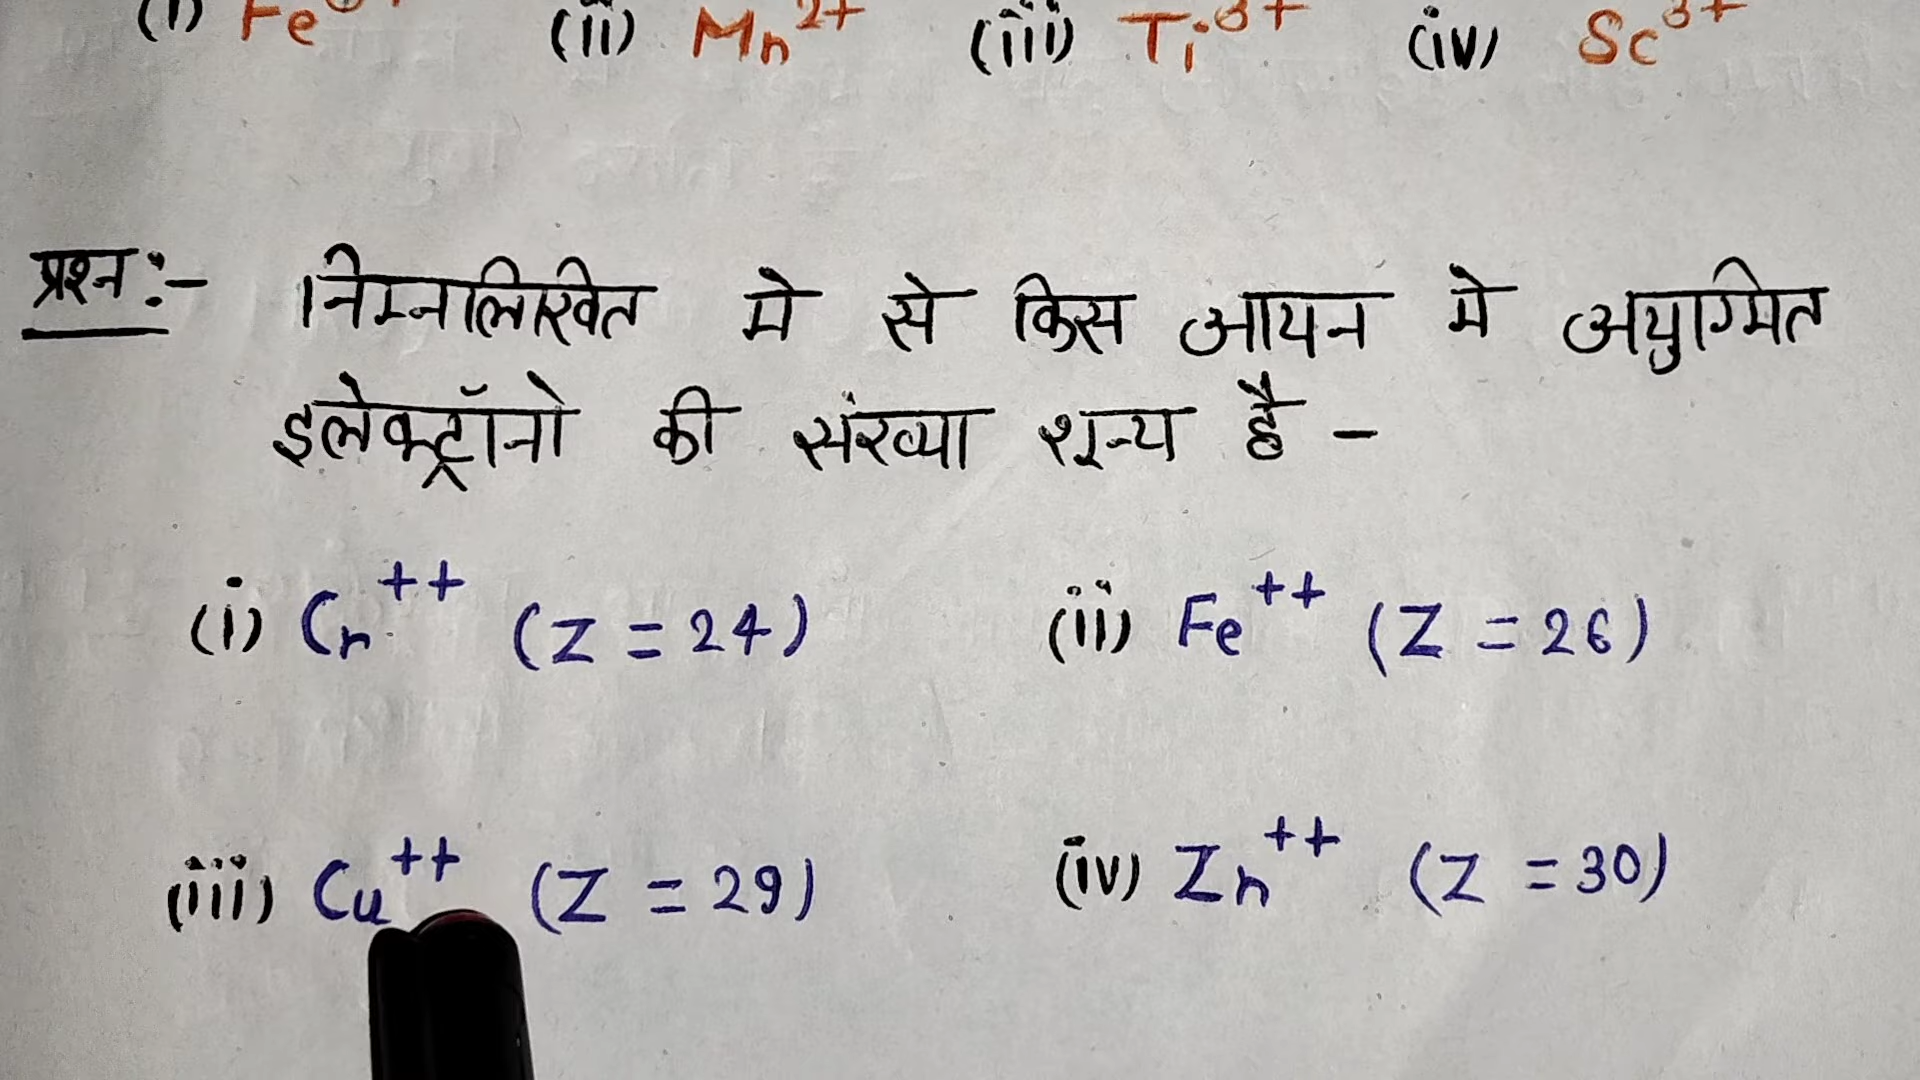 (i) Fe (ii) Mn2+ (iii) Ti3+ (iv) Sc3+
प्रश्न :- निम्नलिखित मे से किस आयन मे अयुग्मित
इलेक्ट्रॉनो की संख्या शून्य है -
(i) Cr++ (Z = 24) (ii) Fe++ (Z = 26)
(iii) Cu++ (Z = 29) (iv) Zn++ (Z = 30)